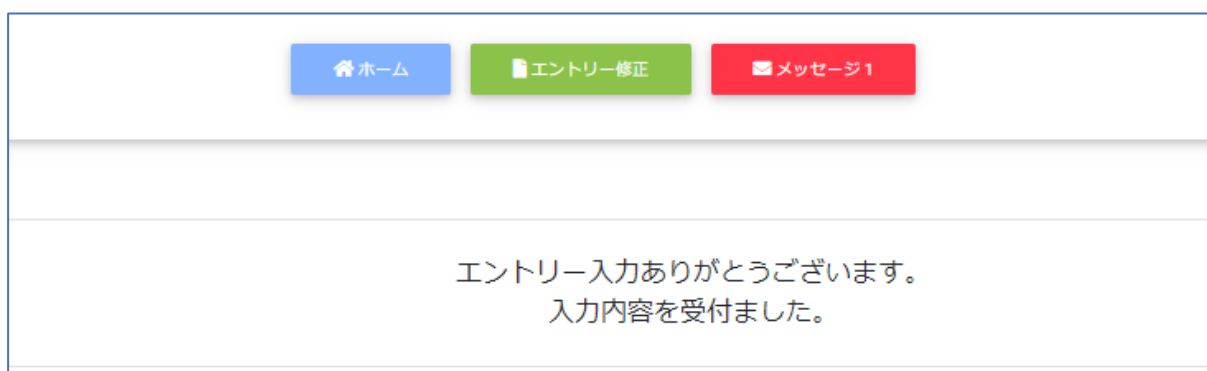 ホーム
エントリー修正
メッセージ1
エントリー入力ありがとうございます。
入力内容を受付ました。